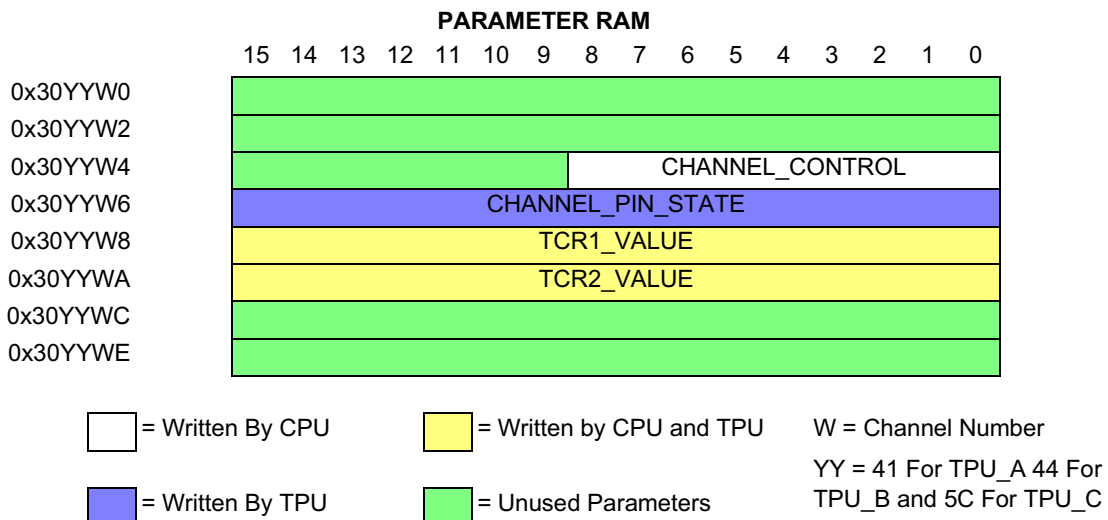 PARAMETER RAM
15 14 13 12 11 10 9 8 7 6 5 4 3 2 1 0
0x30YYW0
0x30YYW2
0x30YYW4 CHANNEL_CONTROL
0x30YYW6 CHANNEL_PIN_STATE
0x30YYW8 TCR1_VALUE
0x30YYWA TCR2_VALUE
0x30YYWC
0x30YYWE
= Written By CPU = Written by CPU and TPU W = Channel Number
YY = 41 For TPU_A 44 For
= Written By TPU = Unused Parameters TPU_B and 5C For TPU_C